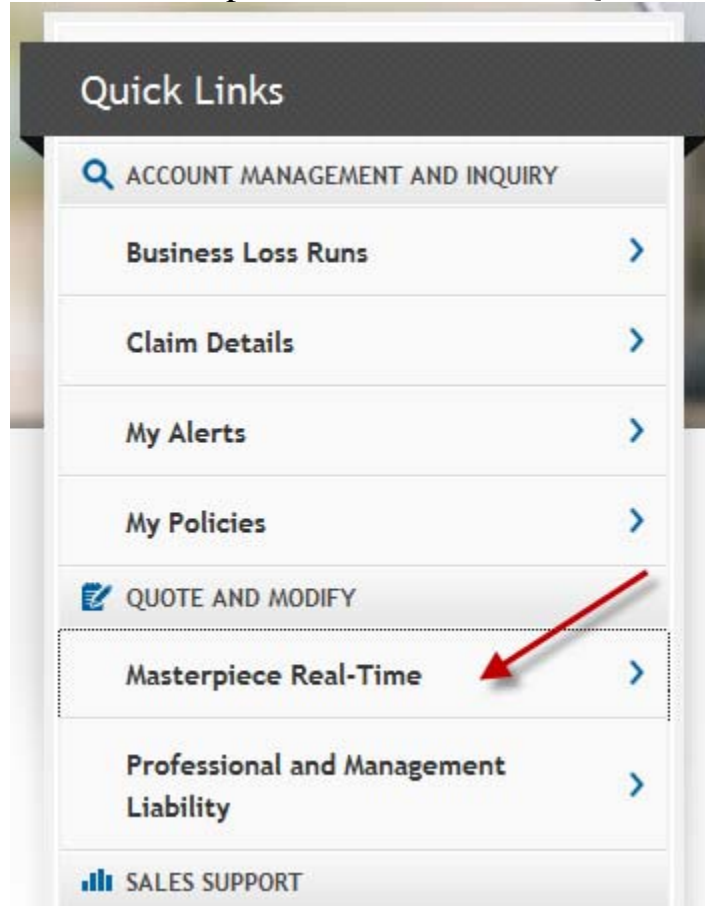 Quick Links
ACCOUNT MANAGEMENT AND INQUIRY
Business Loss Runs
Claim Details
My Alerts
My Policies
QUOTE AND MODIFY
Masterpiece Real-Time
Professional and Management
Liability
SALES SUPPORT